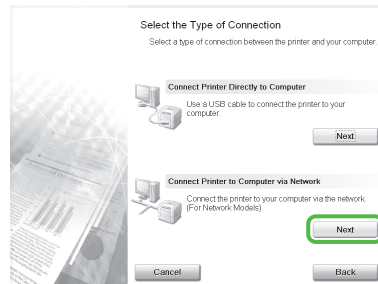 Select the Type of Connection
Select a type of connection between the printer and your computer.
Connect Printer Directly to Computer
Use a USB cable to connect the printer to your
computer.
Next
Connect Printer to Computer via Network
Connect the printer to your computer via the network.
(For Network Models)
Next
Cancel
Back